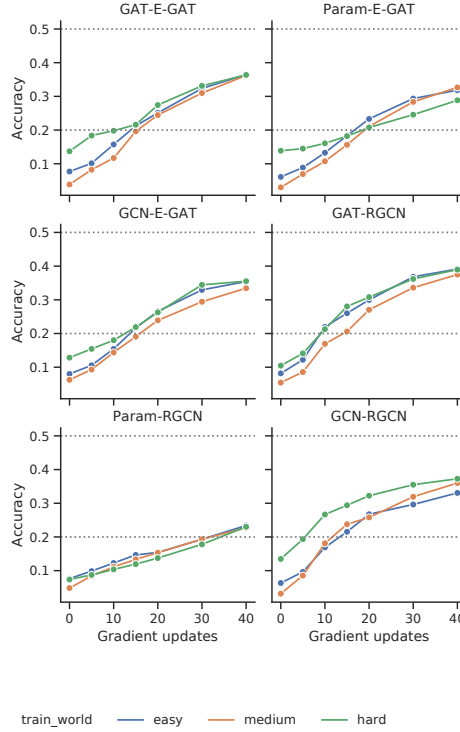 GAT-E-GAT
Param-E-GAT
0.5
0.4
0.3
0.2
0.1
Accuracy
GCN-E-GAT
GAT-RGCN
0.5
0.4
0.3
0.2
0.1
Accuracy
Param-RGCN
GCN-RGCN
0.5
0.4
0.3
0.2
0.1
Accuracy
0 10 20 30 40
0 10 20 30 40
Gradient updates
Gradient updates
train_world easy medium hard